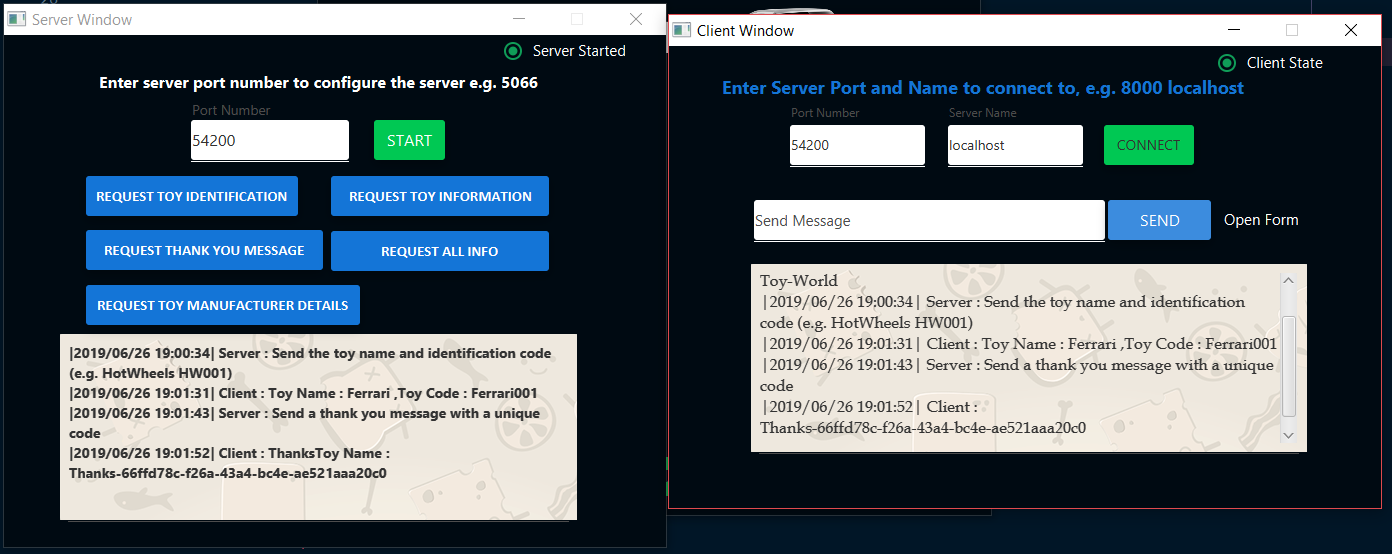 Server Window
Server Started
Enter server port number to configure the server e.g. 5066
Port Number
54200
START
REQUEST TOY IDENTIFICATION
REQUEST TOY INFORMATION
REQUEST THANK YOU MESSAGE
REQUEST ALL INFO
REQUEST TOY MANUFACTURER DETAILS
|2019/06/26 19:00:34| Server : Send the toy name and identification code
(e.g. HotWheels HW001)
|2019/06/26 19:01:31| Client : Toy Name : Ferrari ,Toy Code : Ferrari001
|2019/06/26 19:01:43| Server : Send a thank you message with a unique
code
|2019/06/26 19:01:52| Client : ThanksToy Name :
Thanks-66ffd78c-f26a-43a4-bc4e-ae521aaa20c0
Client Window
Client State
Enter Server Port and Name to connect to, e.g. 8000 localhost
Port Number
Server Name
54200
localhost
CONNECT
Send Message
SEND
Open Form
Toy-World
|2019/06/26 19:00:34| Server : Send the toy name and identification
code (e.g. HotWheels HW001)
|2019/06/26 19:01:31| Client : Toy Name : Ferrari ,Toy Code : Ferrari001
|2019/06/26 19:01:43| Server : Send a thank you message with a unique
code
|2019/06/26 19:01:52| Client :
Thanks-66ffd78c-f26a-43a4-bc4e-ae521aaa20c0